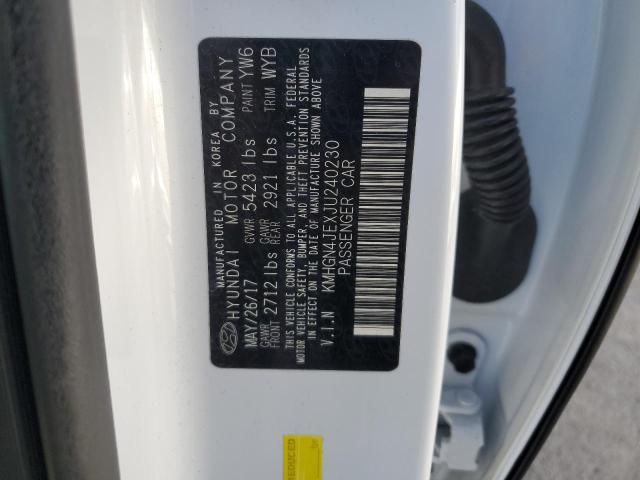 MANUFACTURED IN KOREA BY
HYUNDAI MOTOR COMPANY
MAY/26/17 GVWR 5423 lbs PAINT YW6
GAWR FRONT 2712 lbs GAWR REAR 2921 lbs TRIM WYB
THIS VEHICLE CONFORMS TO ALL APPLICABLE U.S.A. FEDERAL
MOTOR VEHICLE SAFETY, BUMPER, AND THEFT PREVENTION STANDARDS
IN EFFECT ON THE DATE OF MANUFACTURE SHOWN ABOVE
V.I.N KMHGN4JEXJU240230
PASSENGER CAR
REDUCED